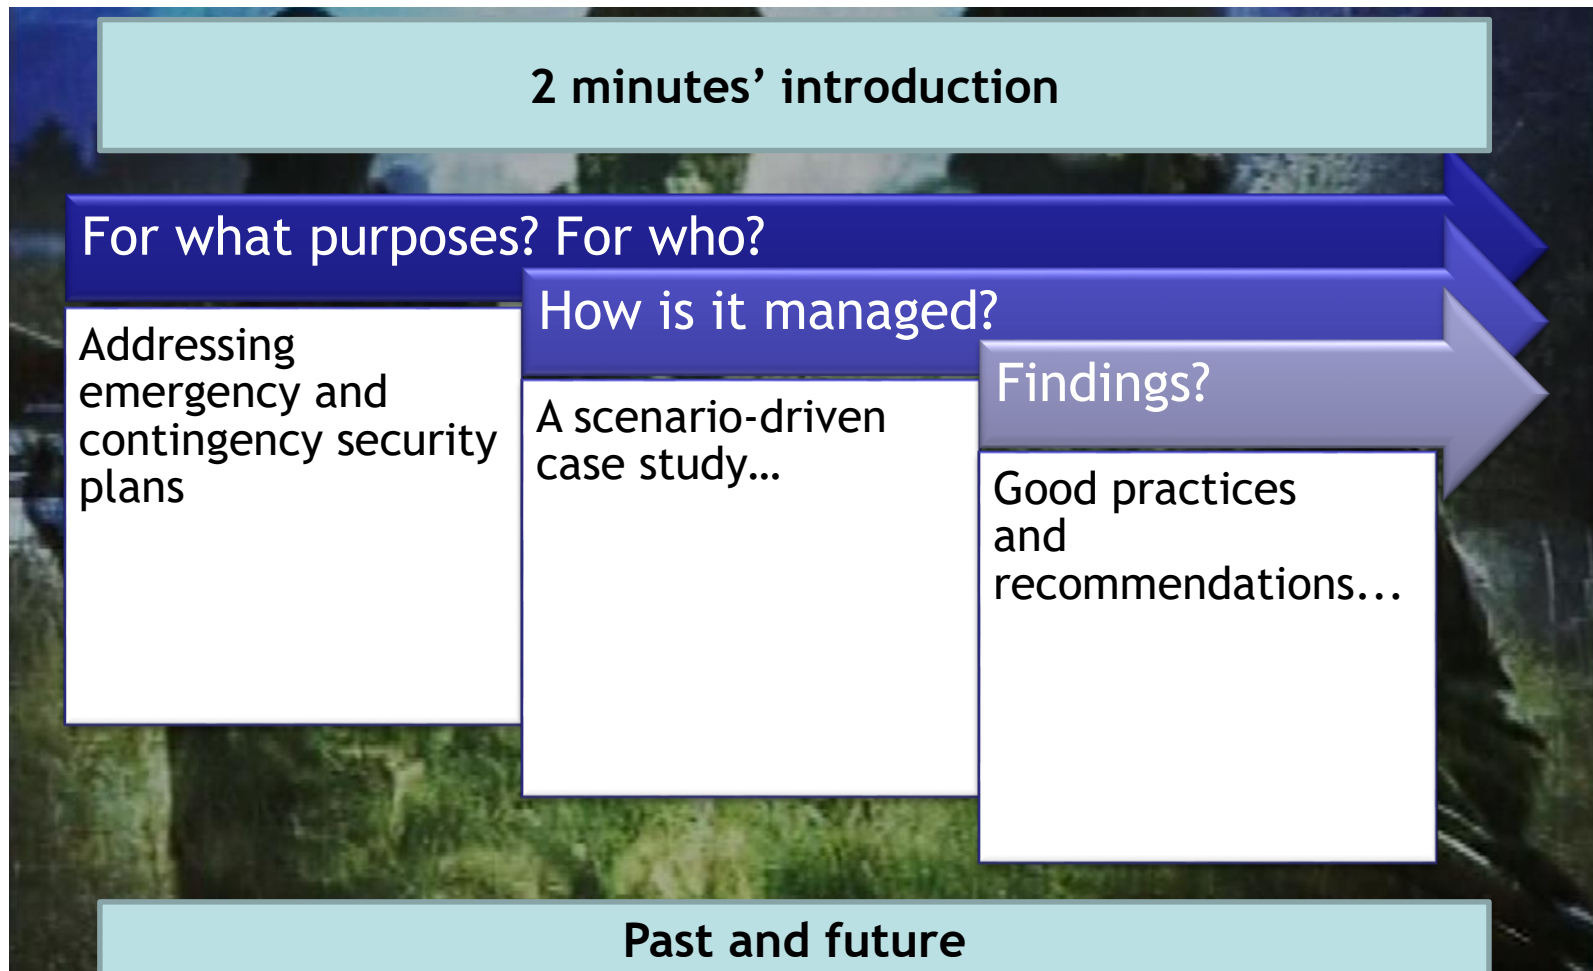 2 minutes’ introduction
For what purposes? For who?
Addressing
emergency and
contingency security
plans
How is it managed?
A scenario-driven
case study…
Findings?
Good practices
and
recommendations...
Past and future